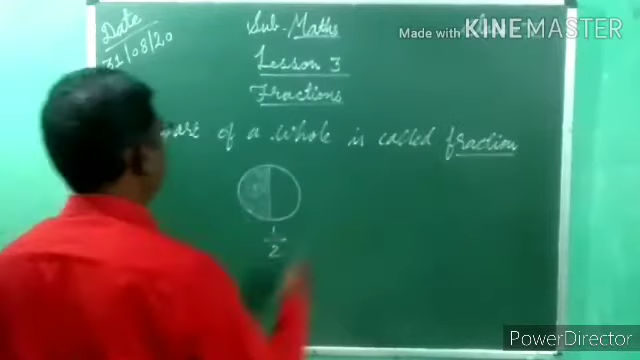 Date
31/08/20
Sub- Maths
Made with KINEMASTER
Lesson 3
Fractions
part of a whole is called fraction
1
2
PowerDirector